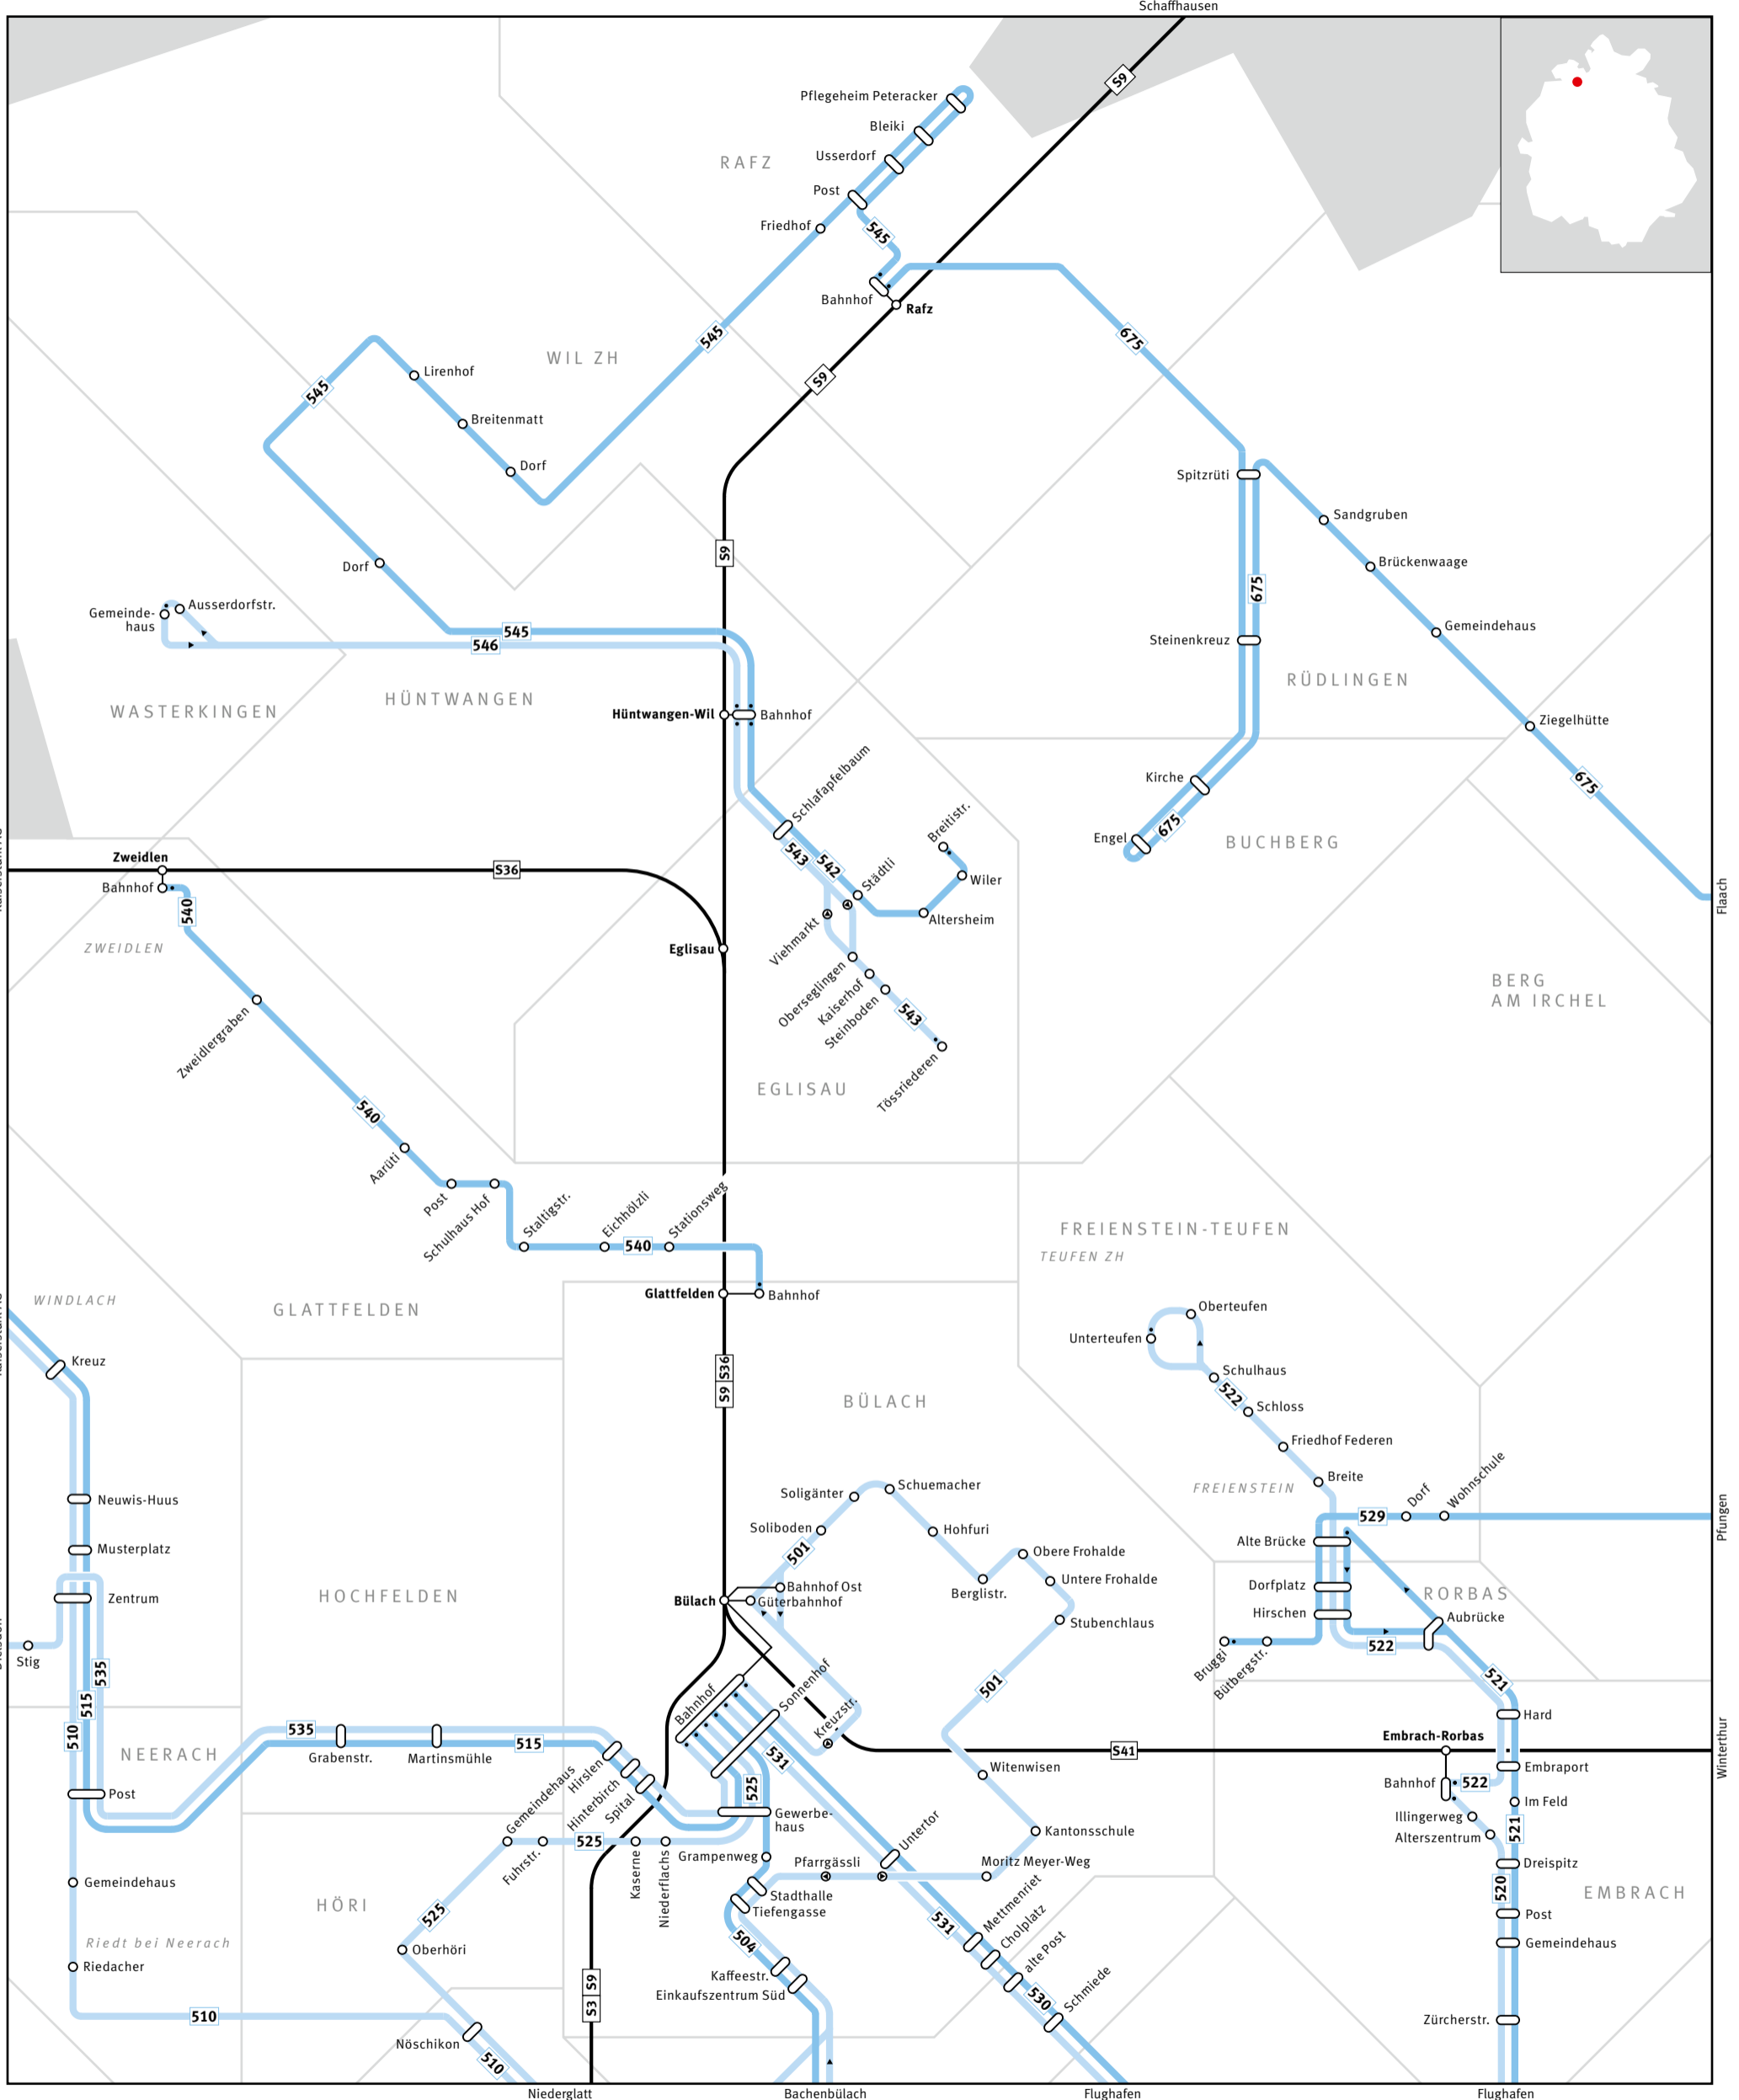 Schaffhausen
S9
Pflegeheim Peteracker
Bleiki
Usserdorf
RAFZ
Post
Friedhof
545
Bahnhof
Rafz
545
675
WIL ZH
Lirenhof
S9
545
Breitenmatt
Dorf
Spitzrüti
Sandgruben
S9
Dorf
Brückenwaage
675
Gemeinde-
haus
Ausserdorfstr.
545
546
Gemeindehaus
Steinenkreuz
RÜDLINGEN
HÜNTWANGEN
WASTERKINGEN
Hüntwangen-Wil
Bahnhof
Ziegelhütte
Schlafapfelbaum
Kirche
675
Breitistr.
675
Engel
BUCHBERG
543
542
Städtli
Zweidlen
S36
Bahnhof
Wiler
540
Altersheim
Flaach
Viehmarkt
ZWEIDLEN
Eglisau
Oberseglingen
Kaiserhof
Steinboden
BERG
AM IRCHEL
543
Zweidlergraben
Tössriederen
EGLISAU
540
Aarüti
Post
Schulhaus Hof
Staltigstr.
Eichhölzli
Stationsweg
540
FREIENSTEIN-TEUFEN
TEUFEN ZH
Glattfelden
Bahnhof
WINDLACH
GLATTFELDEN
Oberteufen
Unterteufen
Kreuz
S9 S36
Schulhaus
522
BÜLACH
Schloss
Friedhof Federen
Breite
FREIENSTEIN
Schuemacher
Soligänter
Neuwis-Huus
Soliboden
Hohfuri
529
Dorf
Wohnschule
Pfungen
Alte Brücke
Musterplatz
501
Obere Frohalde
Berglistr.
Untere Frohalde
Dorfplatz
RORBAS
Zentrum
HOCHFELDEN
Bahnhof Ost
Bülach
Güterbahnhof
Hirschen
Aubrücke
Stubenchlaus
522
Stig
Bruggi
Bütbergstr.
535
515
510
501
521
Bahnhof
Sonnenhof
Kreuzstr.
Hard
535
Grabenstr.
Martinsmühle
515
NEERACH
531
S41
Embrach-Rorbas
Winterthur
Hirslen
Hinterbirch
Spital
Witenwisen
Bahnhof
522
Embraport
Post
525
Gewerbe-
haus
Im Feld
Illingerweg
521
Gemeindehaus
Fuhrstr.
525
Kaserne
Niederflachs
Grampenweg
Untertor
Kantonsschule
Alterszentrum
Pfarrgässli
Moritz Meyer-Weg
Dreispitz
Gemeindehaus
Stadthalle
Tiefengasse
520
EMBRACH
HÖRI
525
531
Mettmenriet
Cholplatz
alte Post
Schmiede
Post
Riedt bei Neerach
Oberhöri
504
Gemeindehaus
Riedacher
Kaffeestr.
Einkaufszentrum Süd
S3 S9
530
510
Zürcherstr.
Nöschikon
510
Niederglatt
Bachenbülach
Flughafen
Flughafen